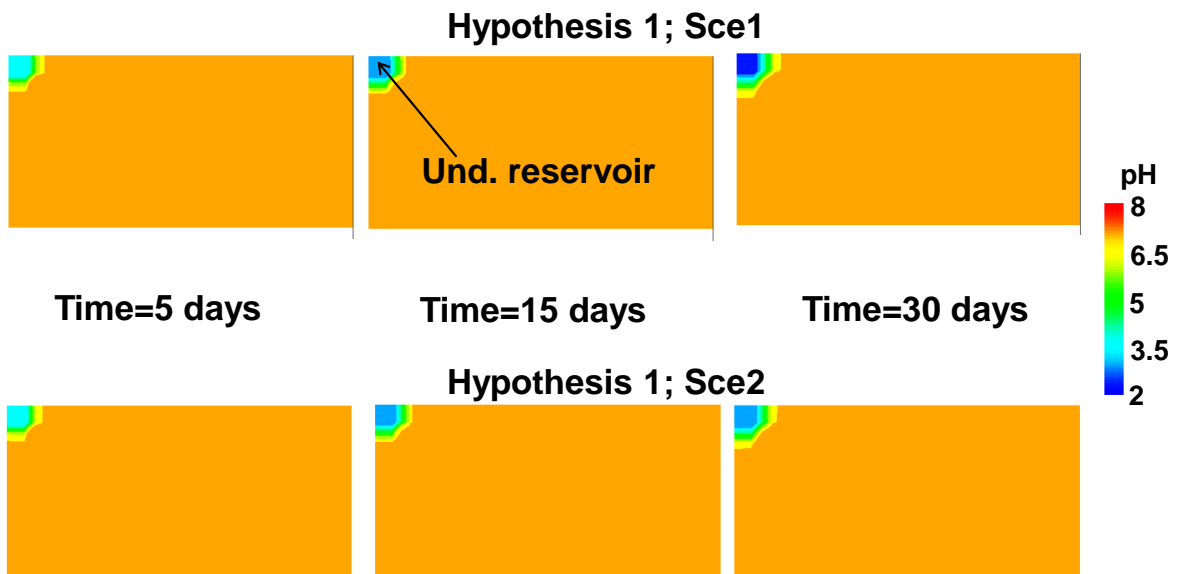 Hypothesis 1; Sce1
Und. reservoir
pH
8
6.5
5
3.5
2
Time=5 days
Time=15 days
Time=30 days
Hypothesis 1; Sce2